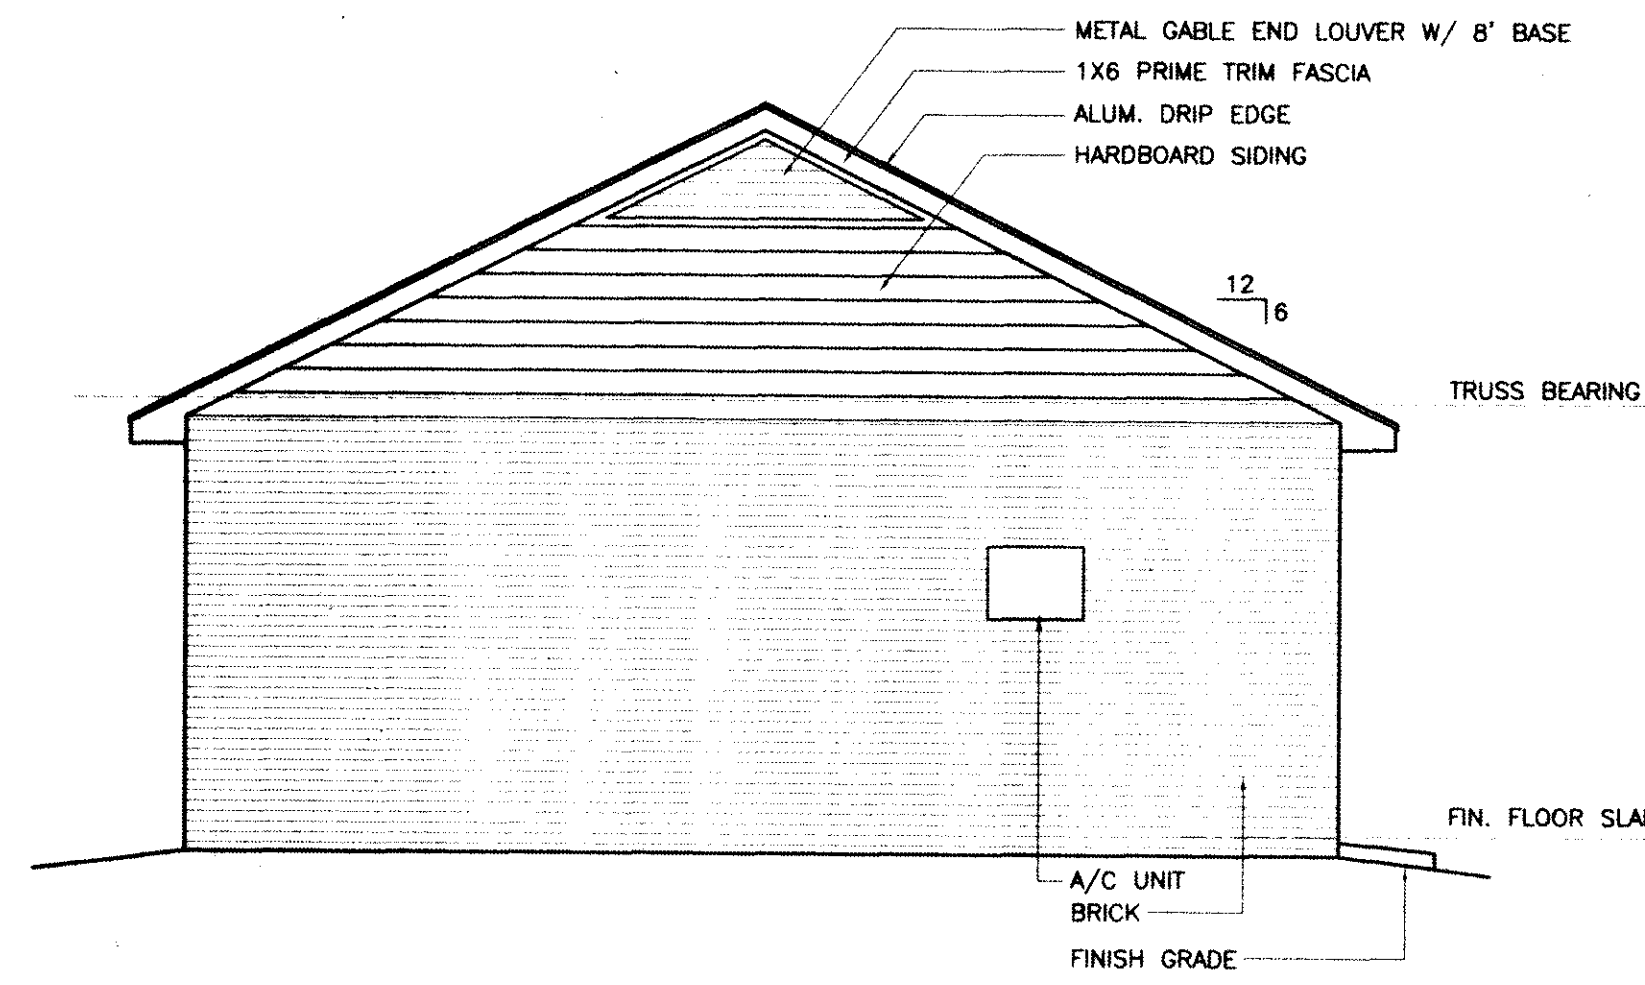 METAL GABLE END LOUVER W/ 8' BASE
1X6 PRIME TRIM FASCIA
ALUM. DRIP EDGE
HARDBOARD SIDING
12
6
TRUSS BEARING
FIN. FLOOR
A/C UNIT
BRICK
FINISH GRADE